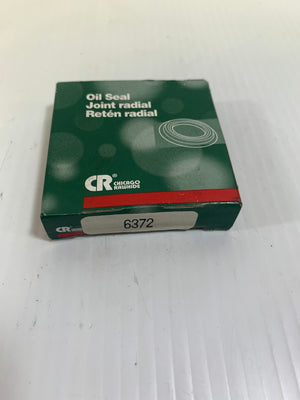 Oil Seal
Joint radial
Retén radial
CR® CHICAGO
RAWHIDE
CR
6372